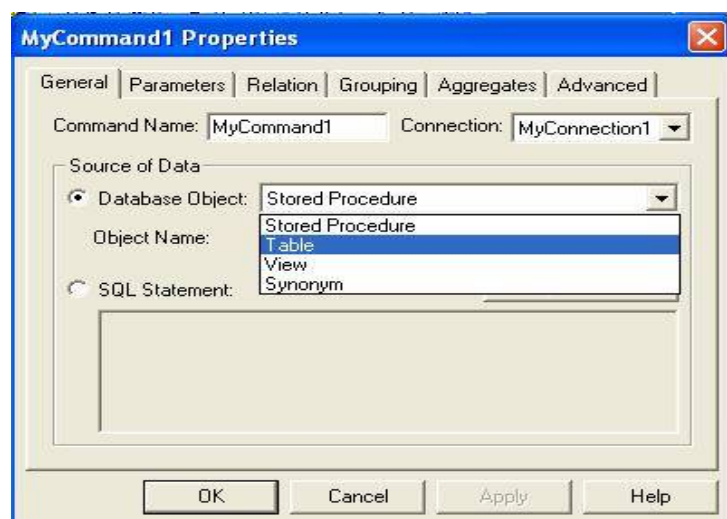 MyCommand1 Properties
General Parameters Relation Grouping Aggregates Advanced
Command Name: MyCommand1 Connection: MyConnection1
Source of Data
Database Object: Stored Procedure
Stored Procedure
Object Name:
Table
View
SQL Statement:
Synonym
OK Cancel Apply Help